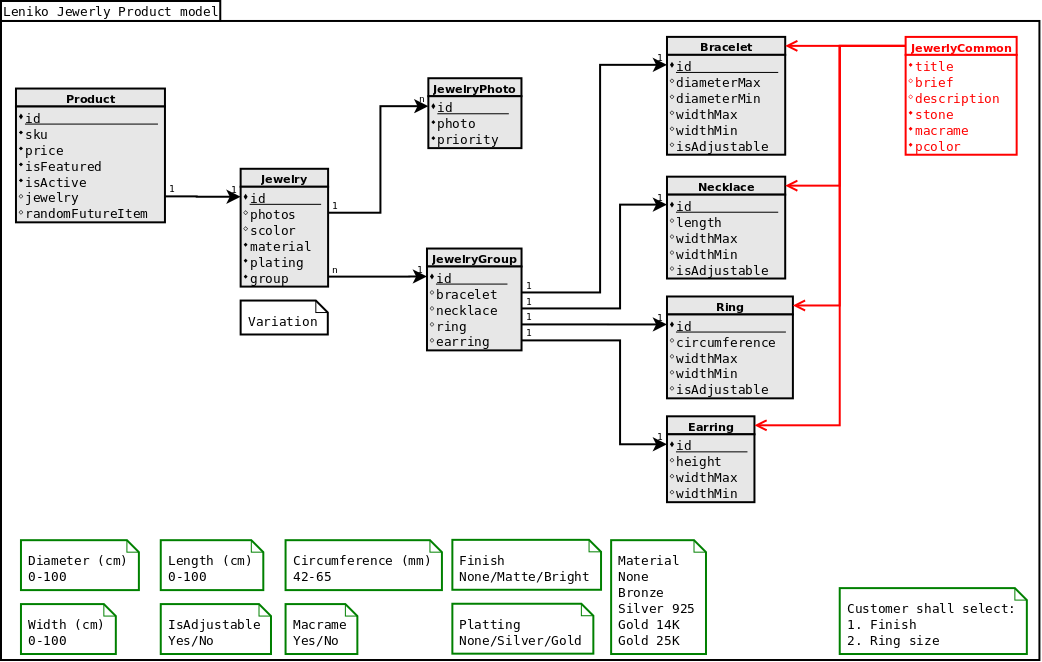 Leniko Jewerly Product model
Product
id
sku
price
isFeatured
isActive
jewelry
randomFutureItem
1
1
Jewelry
id
photos
scolor
material
plating
group
1
n
Variation
n
JewelryPhoto
id
photo
priority
1
JewelryGroup
id
bracelet
necklace
ring
earring
1
1
1
1
1
Bracelet
id
diameterMax
diameterMin
widthMax
widthMin
isAdjustable
1
Necklace
id
length
widthMax
widthMin
isAdjustable
1
Ring
id
circumference
widthMax
widthMin
isAdjustable
1
Earring
id
height
widthMax
widthMin
JewerlyCommon
title
brief
description
stone
macrame
pcolor
Diameter (cm)
0-100
Length (cm)
0-100
Circumference (mm)
42-65
Finish
None/Matte/Bright
Material
None
Bronze
Silver 925
Gold 14K
Gold 25K
Width (cm)
0-100
IsAdjustable
Yes/No
Macrame
Yes/No
Platting
None/Silver/Gold
Customer shall select:
1. Finish
2. Ring size